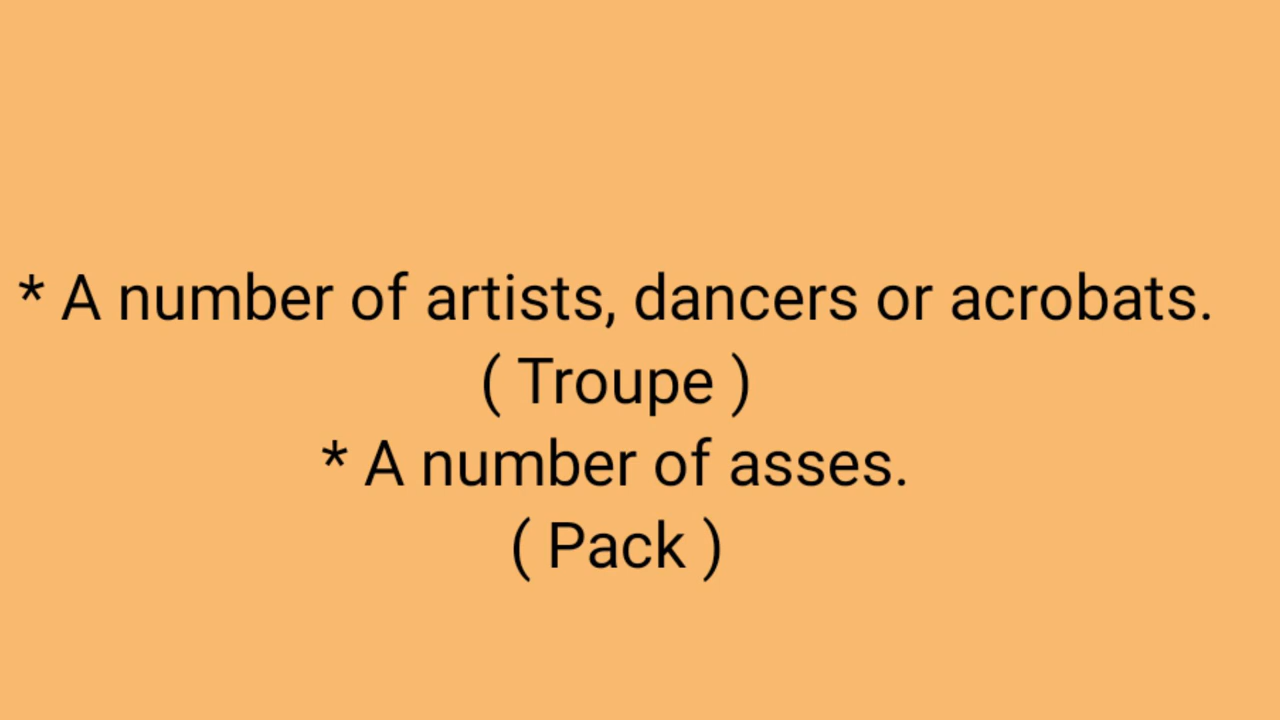 * A number of artists, dancers or acrobats.
( Troupe )
* A number of asses.
( Pack )